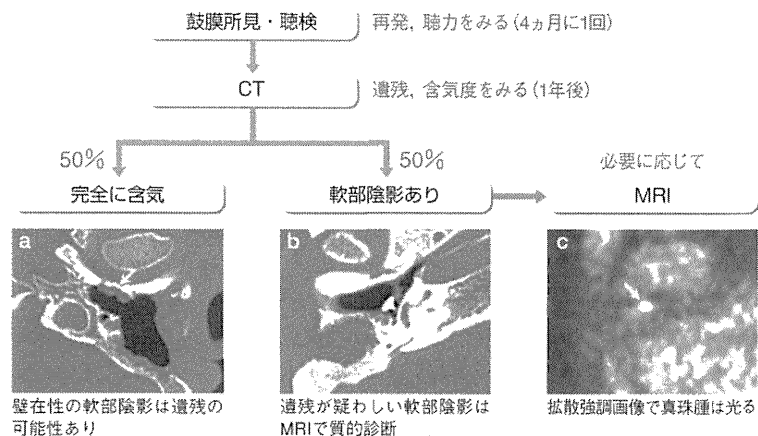 鼓膜所見・聴検
再発，聴力をみる（4ヵ月に1回）
CT
遺残，含気度をみる（1年後）
50%
50%
必要に応じて
完全に含気
軟部陰影あり
MRI
a
b
c
壁在性の軟部陰影は遺残の
可能性あり
遺残が疑わしい軟部陰影は
MRIで質的診断
拡散強調画像で真珠腫は光る